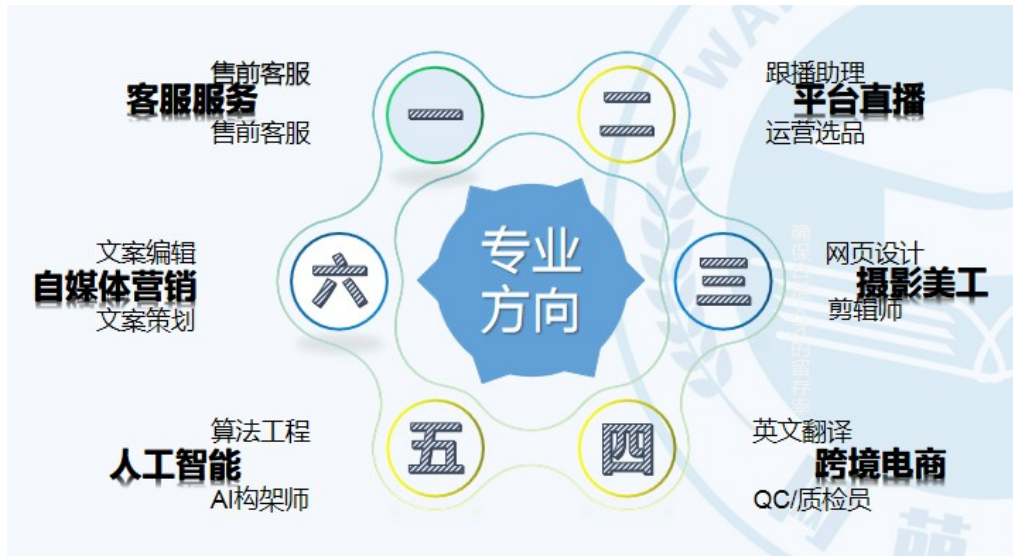 售前客服
客服服务
售前客服
一
二
跟播助理
平台直播
运营选品
文案编辑
自媒体营销
文案策划
六
专业
方向
三
网页设计
摄影美工
剪辑师
算法工程
人工智能
AI构架师
五
四
英文翻译
跨境电商
QC/质检员